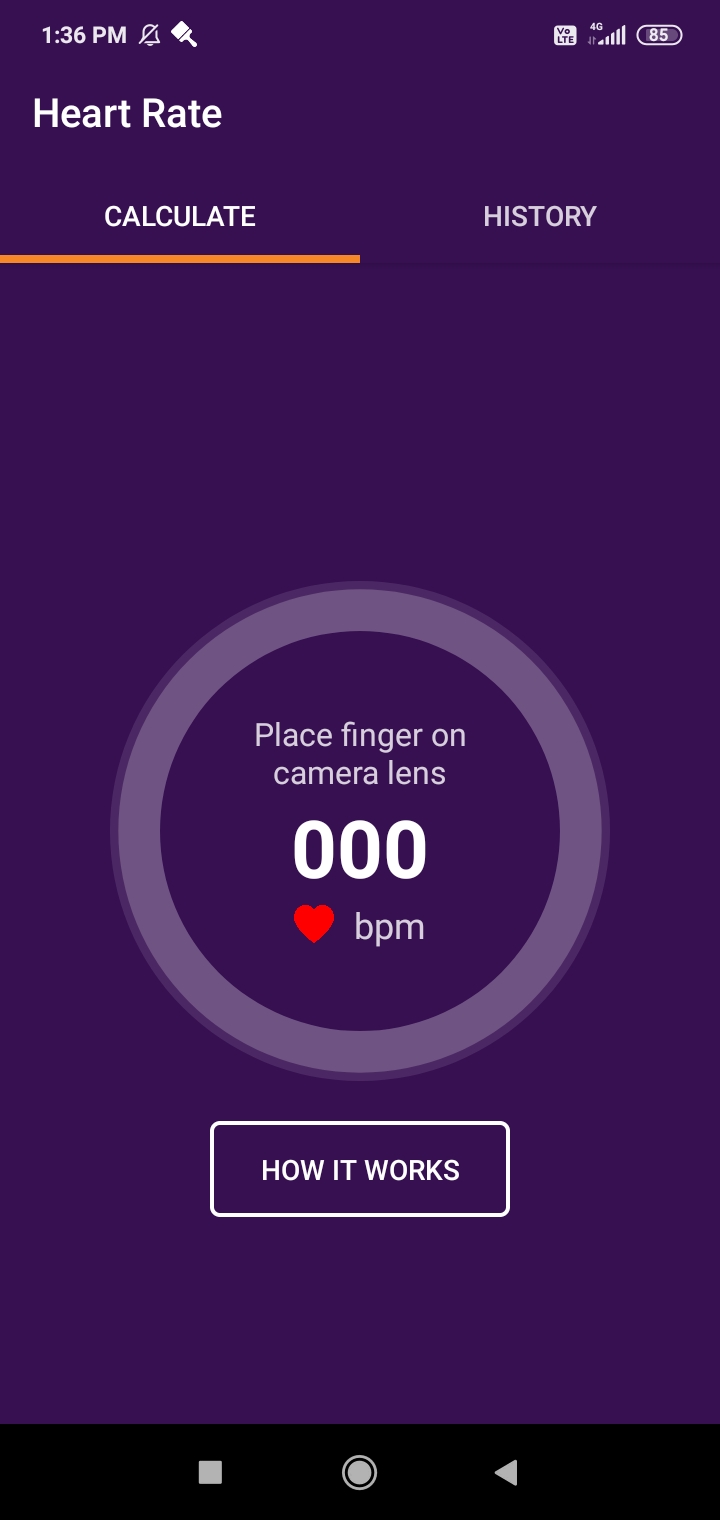 1:36 PM
Vo
LTE
4G
85
Heart Rate
CALCULATE
HISTORY
Place finger on
camera lens
000
bpm
HOW IT WORKS